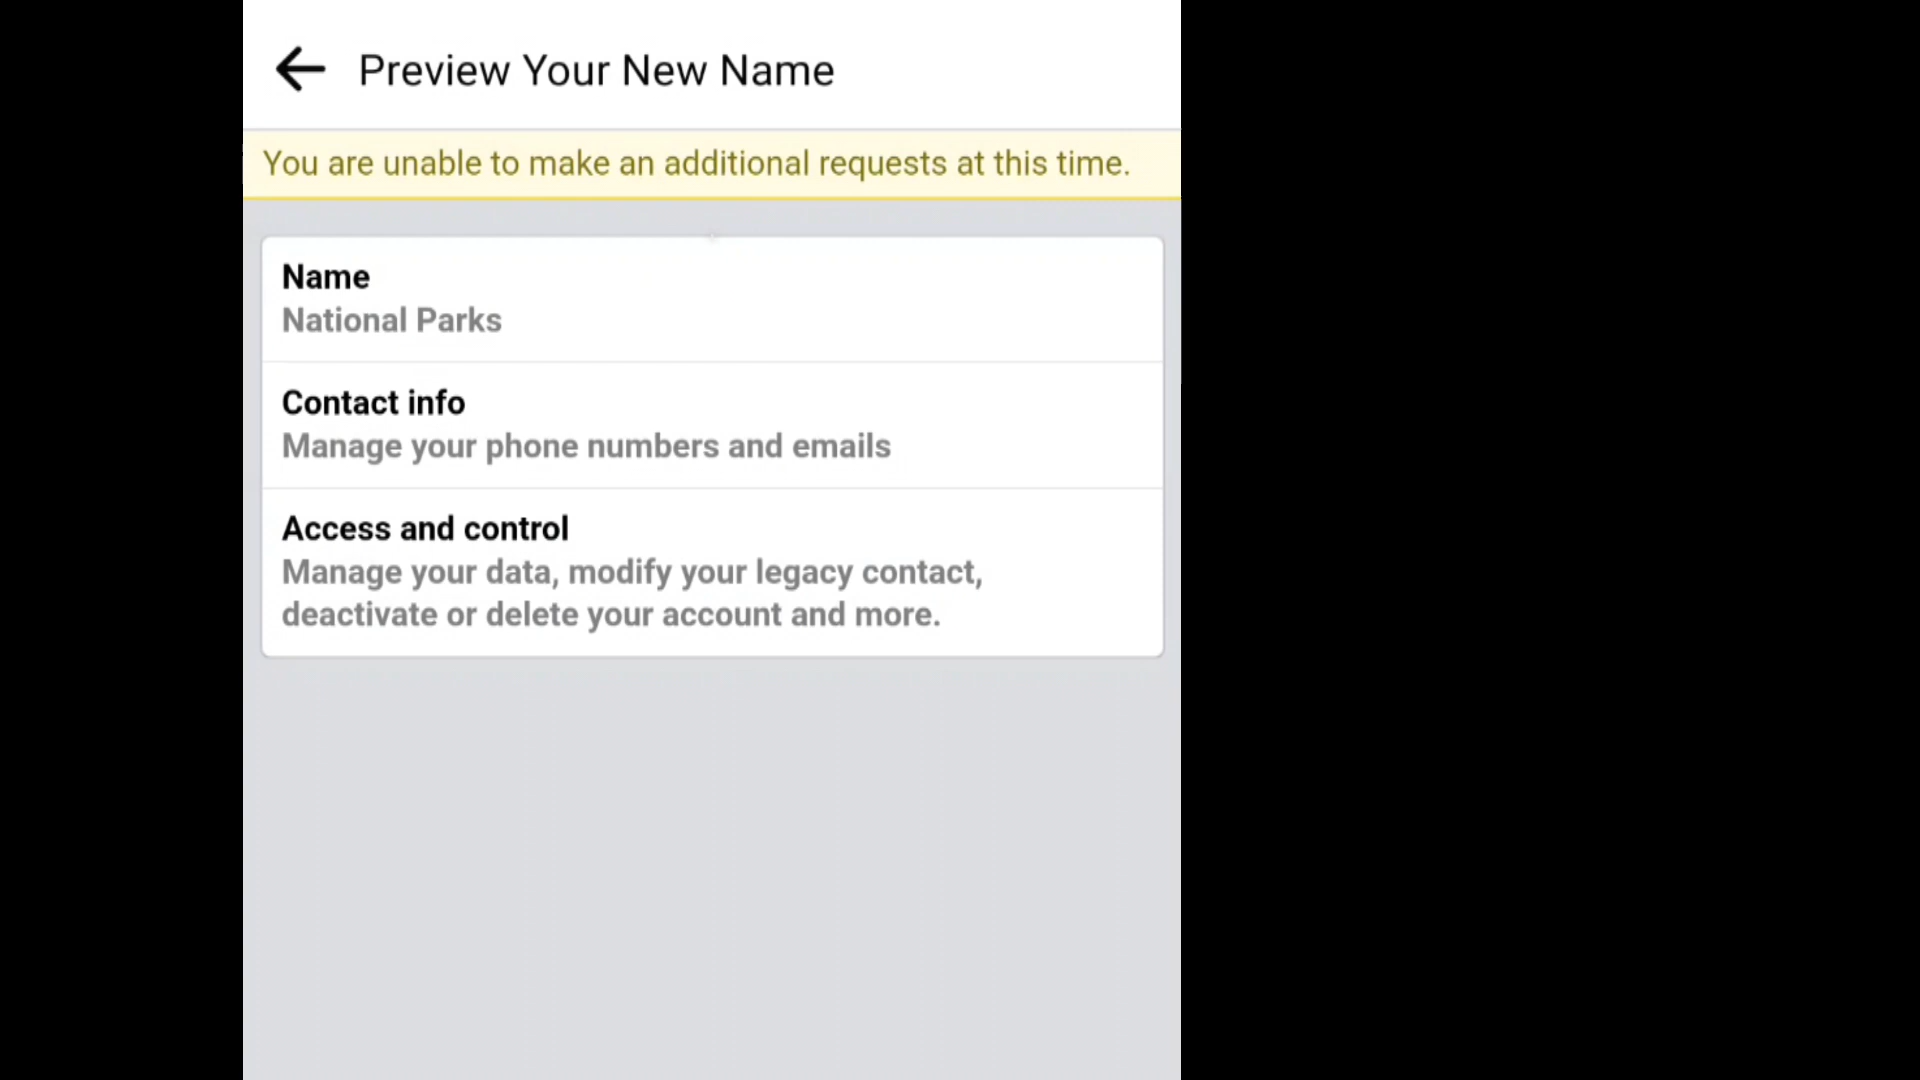 Preview Your New Name
You are unable to make an additional requests at this time.
Name
National Parks
Contact info
Manage your phone numbers and emails
Access and control
Manage your data, modify your legacy contact,
deactivate or delete your account and more.